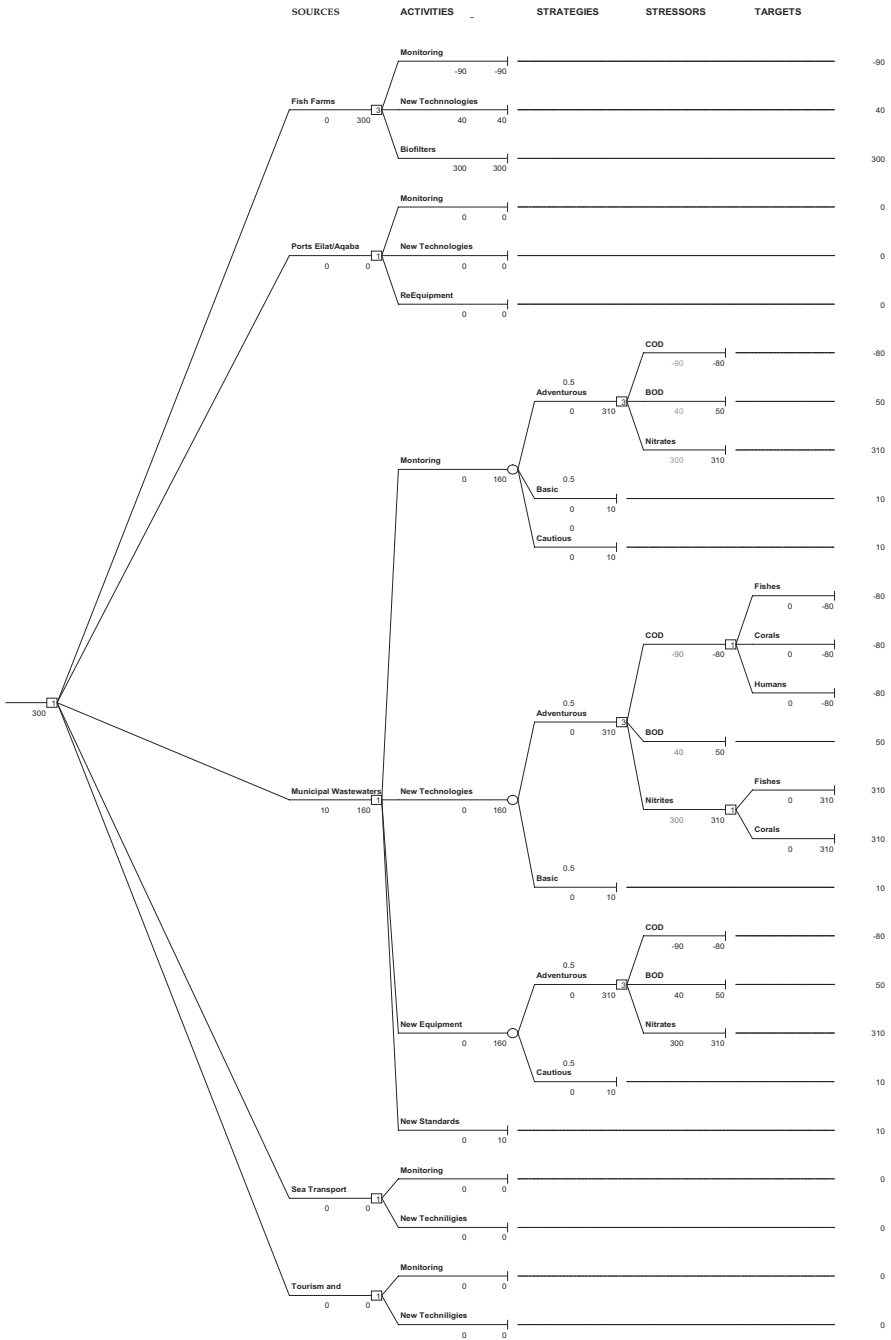 SOURCES ACTIVITIES _ STRATEGIES STRESSORS TARGETS
Monitoring
-90 -90 -90
Fish Farms 3 New Technnologies
0 300 40 40 40
Biofilters
300 300 300
Monitoring
0 0 0
Ports Eilat/Aqaba 1 New Technologies
0 0 0 0 0
ReEquipment
0 0 0
COD
-90 -80 -80
0.5
Adventurous 3 BOD
0 310 40 50 50
Nitrates
300 310 310
Montoring
0 160
0.5
Basic
0 10 10
0
Cautious
0 10 10
Fishes
0 -80 -80
COD 1 Corals
-90 -80 0 -80 -80
Humans
0 -80 -80
1
300
0.5
Adventurous 3
0 310
BOD
40 50 50
Fishes
0 310 310
Municipal Wastewaters 1 New Technologies
10 160 0 160
Nitrites 1
300 310
Corals
0 310 310
0.5
Basic
0 10 10
COD
-90 -80 -80
0.5
Adventurous 3 BOD
0 310 40 50 50
New Equipment Nitrates
0 160 300 310 310
0.5
Cautious
0 10 10
New Standards
0 10 10
Monitoring
0 0 0
Sea Transport 1
0 0
New Techniligies
0 0 0
Monitoring
0 0 0
Tourism and 1
0 0
New Techniligies
0 0 0